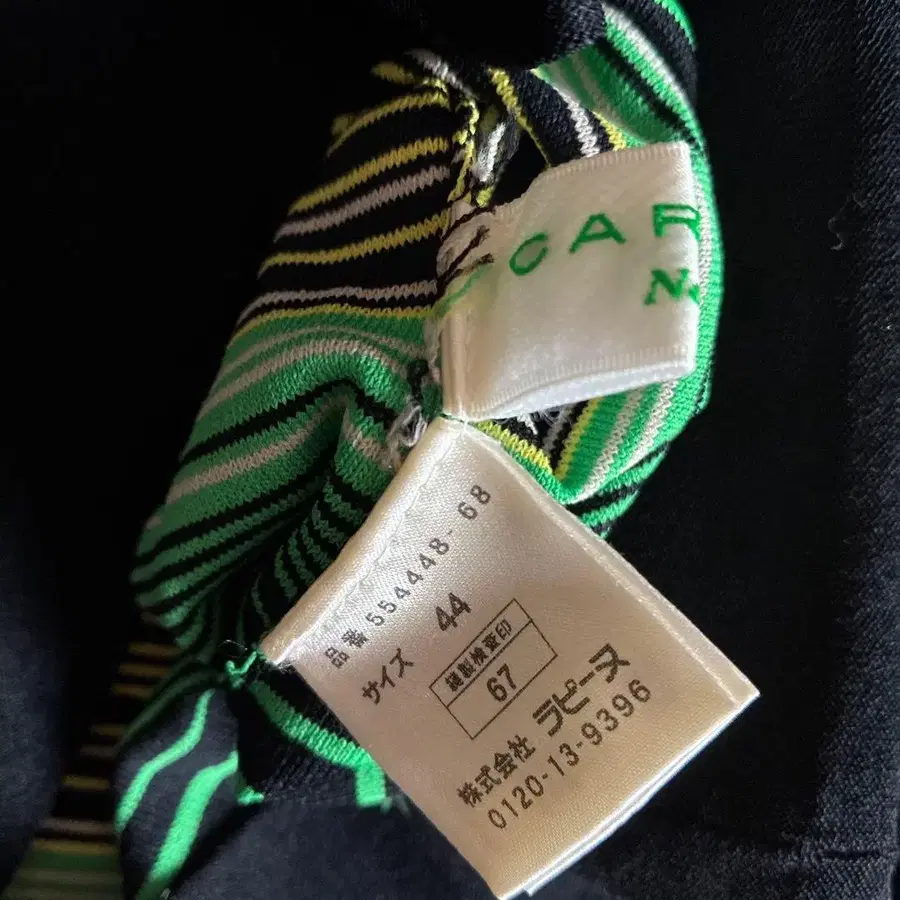 CAR
N
品番 554448-68
サイズ 44
縫製検査印
67
株式会社 ラピーヌ
0120-13-9396